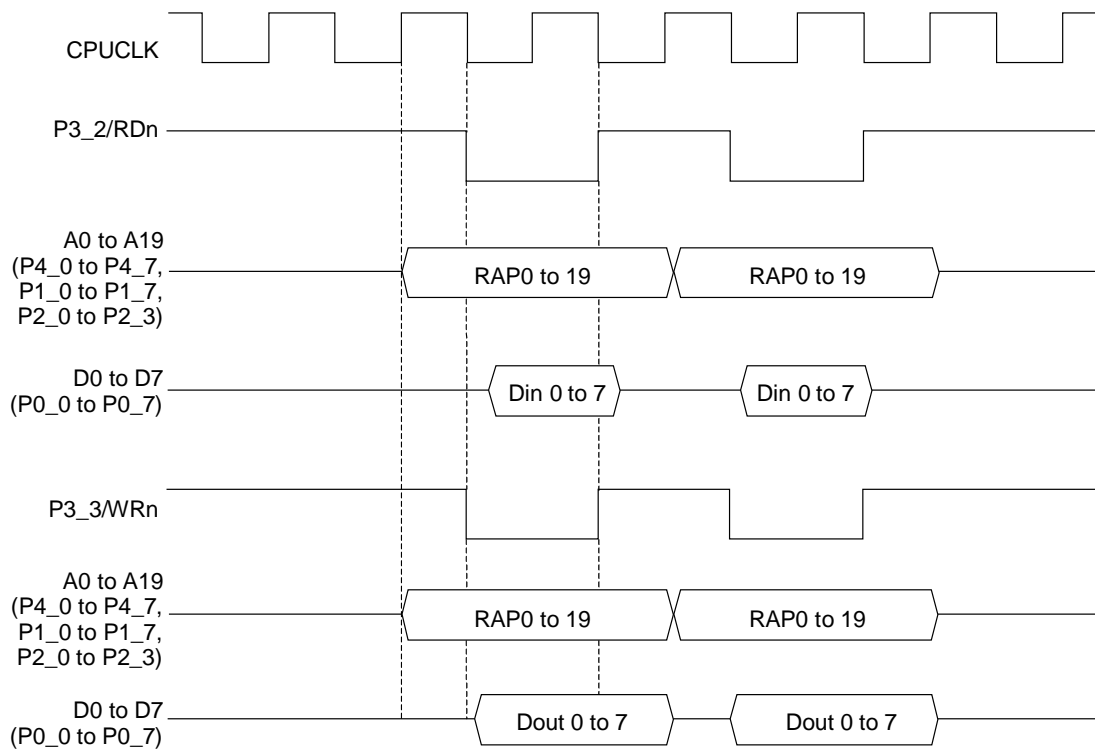 CPUCLK
P3_2/RDn
A0 to A19
(P4_0 to P4_7,
P1_0 to P1_7,
P2_0 to P2_3)
RAP0 to 19
RAP0 to 19
D0 to D7
(P0_0 to P0_7)
Din 0 to 7
Din 0 to 7
P3_3/WRn
A0 to A19
(P4_0 to P4_7,
P1_0 to P1_7,
P2_0 to P2_3)
RAP0 to 19
RAP0 to 19
D0 to D7
(P0_0 to P0_7)
Dout 0 to 7
Dout 0 to 7